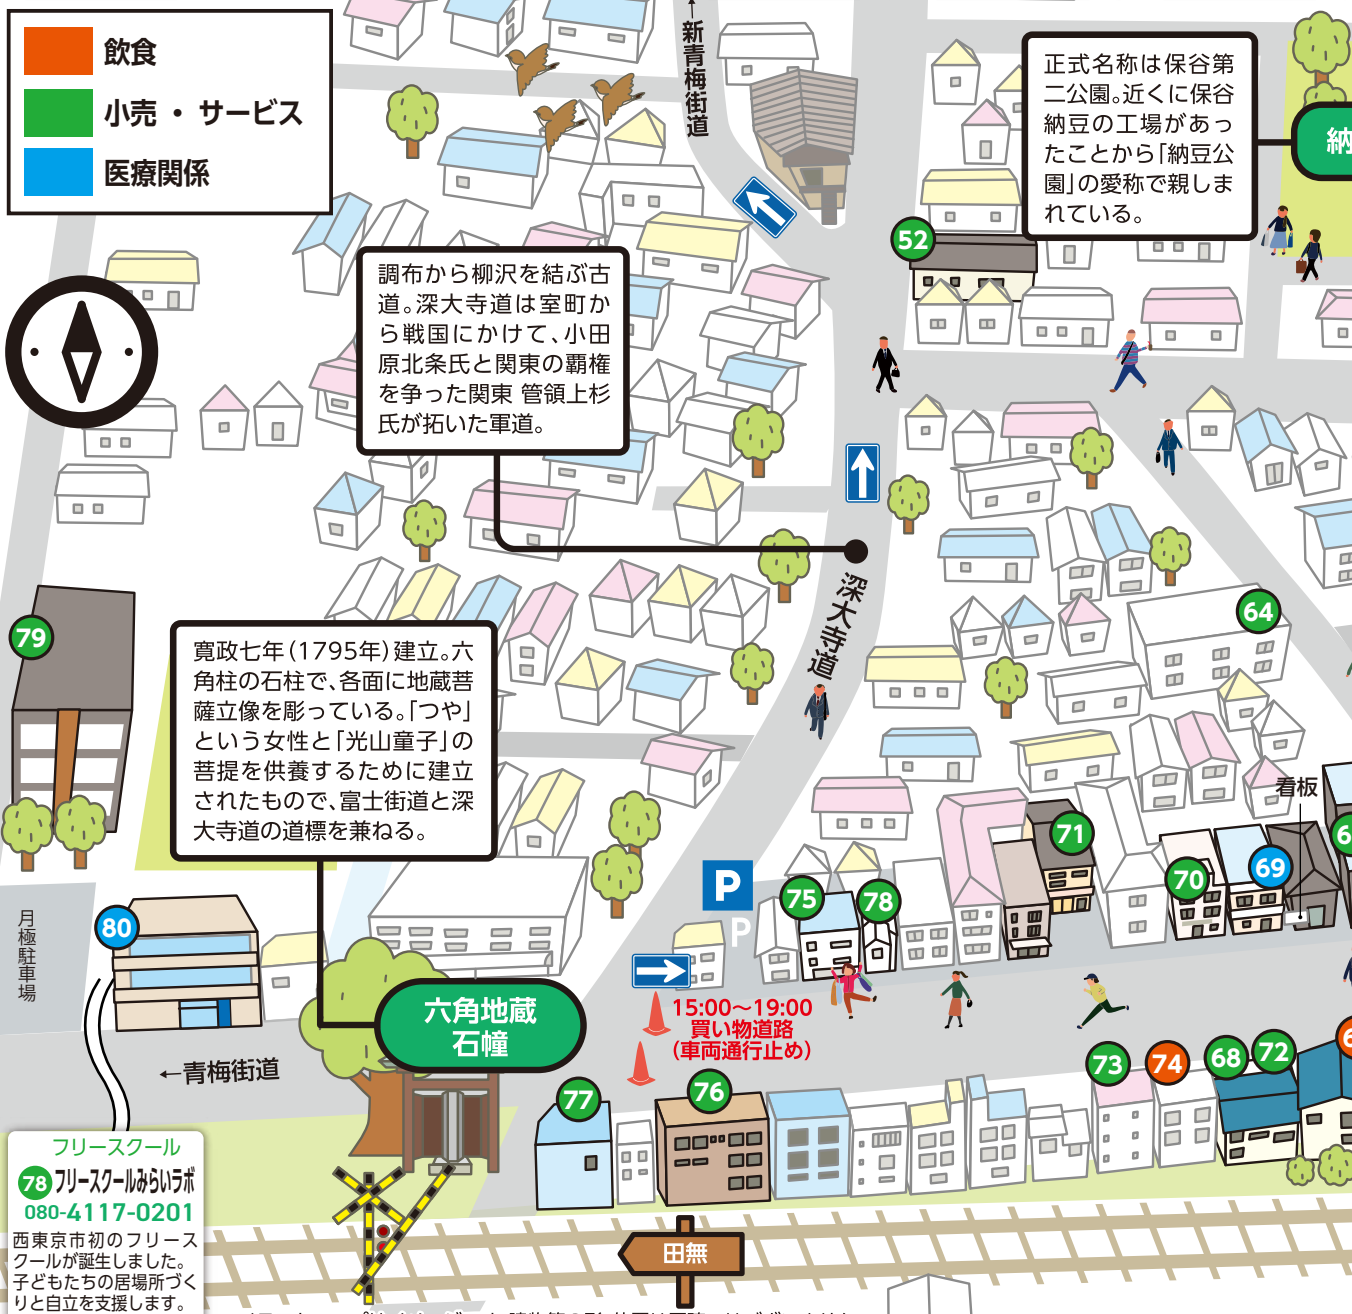 飲食
小売 ・ サービス
医療関係
←新青梅街道
正式名称は保谷第
二公園。近くに保谷
納豆の工場があっ
たことから「納豆公
園」の愛称で親しま
れている。
納
52
調布から柳沢を結ぶ古
道。深大寺道は室町か
ら戦国にかけて、小田
原北条氏と関東の覇権
を争った関東 管領上杉
氏が拓いた軍道。
深大寺道
79
64
寛政七年(1795年)建立。六
角柱の石柱で、各面に地蔵菩
薩立像を彫っている。「つや」
という女性と「光山童子」の
菩提を供養するために建立
されたもので、富士街道と深
大寺道の道標を兼ねる。
看板
71
70
69
6
P
P
75
78
月極駐車場
80
六角地蔵
石幢
15:00〜19:00
買い物道路
(車両通行止め)
←青梅街道
77
76
73
74
68
72
6
フリースクール
78 フリースクールみらいラボ
080-4117-0201
西東京市初のフリース
クールが誕生しました。
子どもたちの居場所づく
りと自立を支援します。
田無